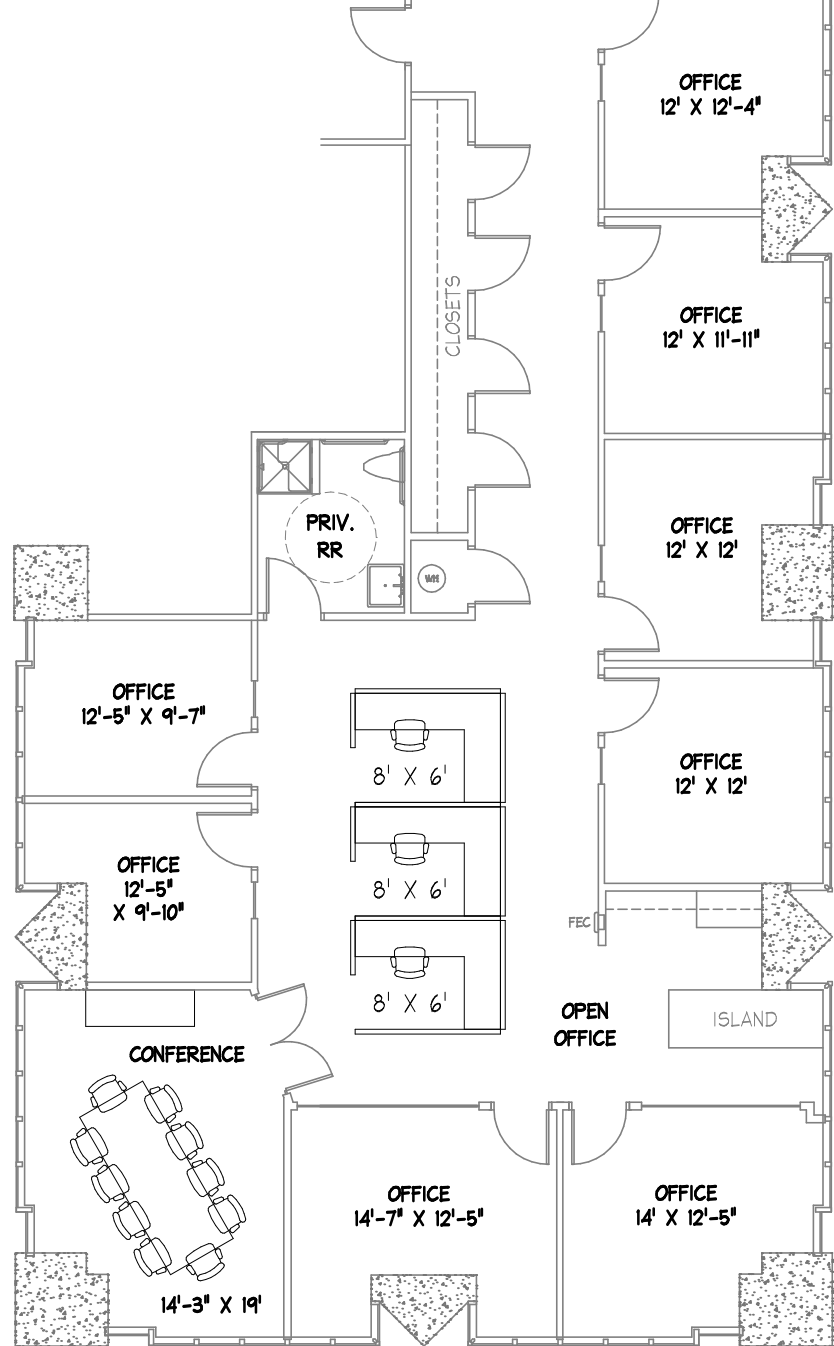 OFFICE
12' X 12'-4"
OFFICE
12' X 11'-11"
CLOSETS
PRIV.
RR
WH
OFFICE
12' X 12'
OFFICE
12'-5" X 9'-7"
8' X 6'
OFFICE
12' X 12'
OFFICE
12'-5"
X 9'-10"
8' X 6'
FEC
8' X 6'
OPEN
OFFICE
ISLAND
CONFERENCE
OFFICE
14'-7" X 12'-5"
OFFICE
14' X 12'-5"
14'-3" X 19'